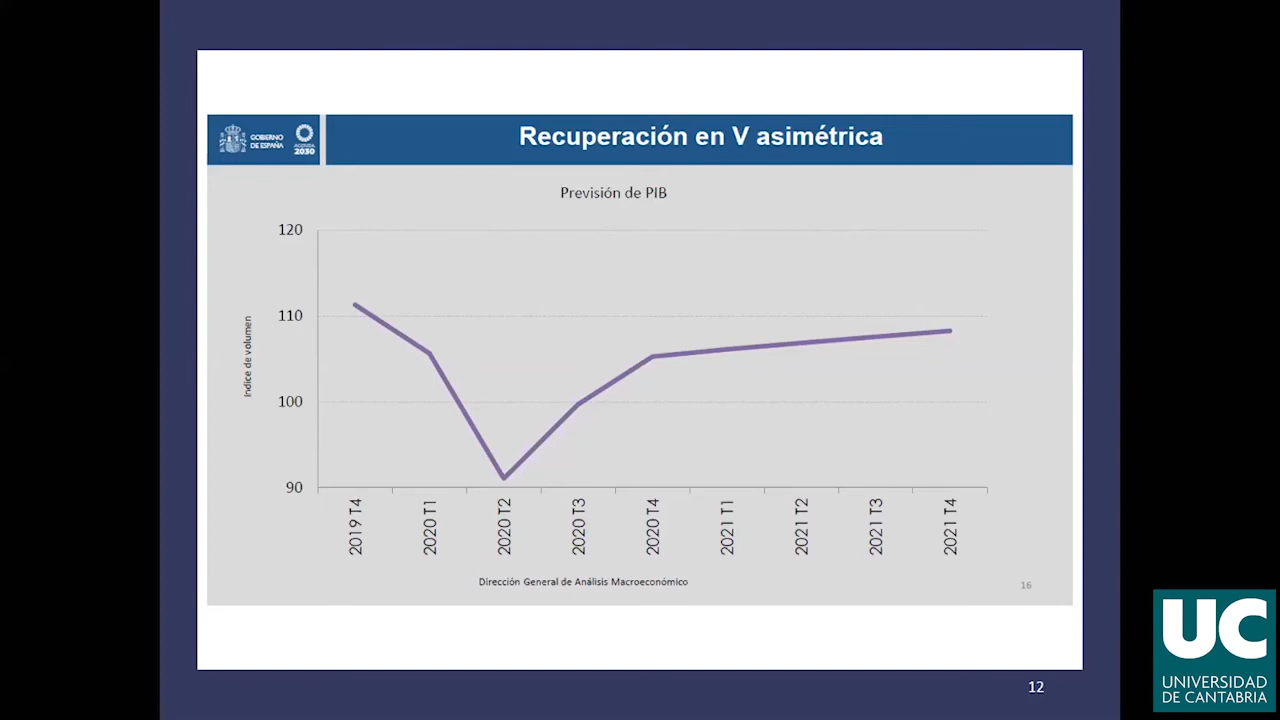 GOBIERNO
DE ESPAÑA
AGENDA
2030
Recuperación en V asimétrica
Previsión de PIB
Indice de volumen
120
110
100
90
2019 T4
2020 T1
2020 T2
2020 T3
2020 T4
2021 T1
2021 T2
2021 T3
2021 T4
Dirección General de Análisis Macroeconómico
16
12
UC
UNIVERSIDAD
DE CANTABRIA